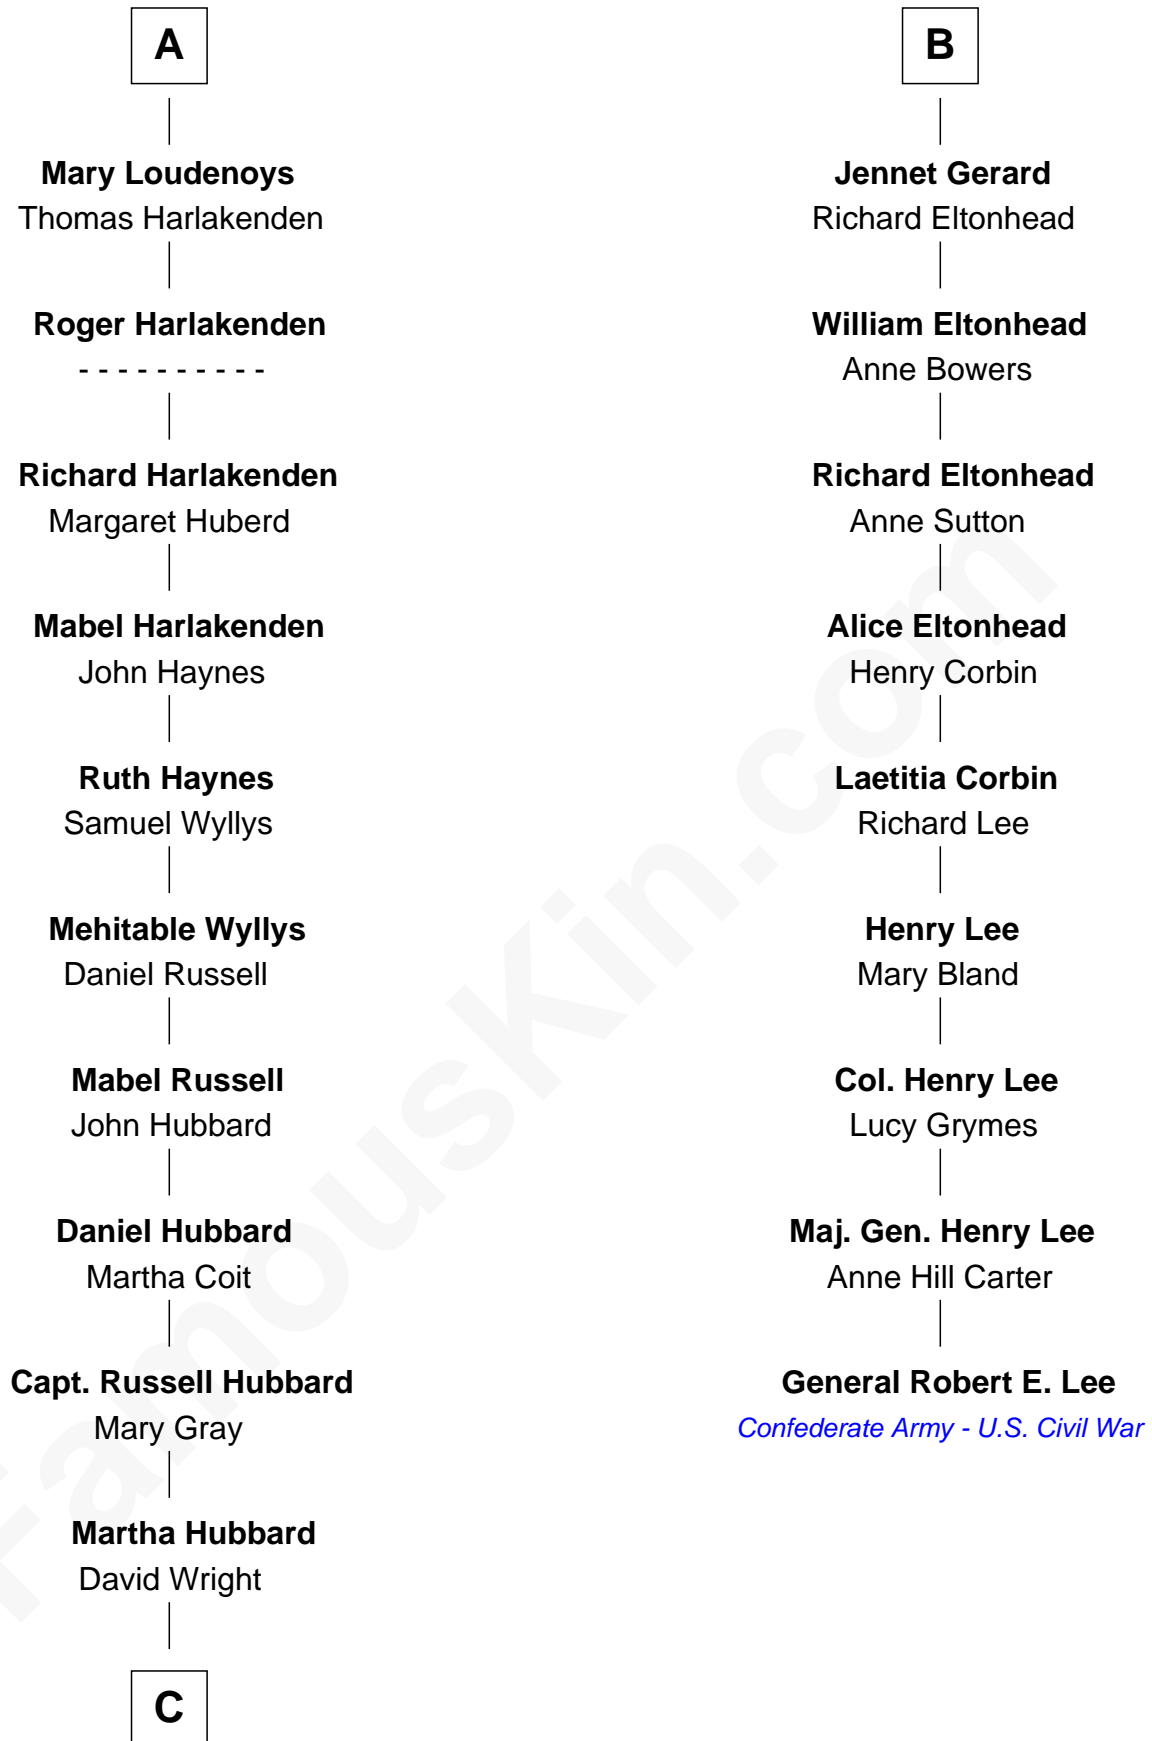 A
Mary Loudenoys
Thomas Harlakenden
Roger Harlakenden
- - - - - - - - - -
Richard Harlakenden
Margaret Huberd
Mabel Harlakenden
John Haynes
Ruth Haynes
Samuel Wyllys
Mehitable Wyllys
Daniel Russell
Mabel Russell
John Hubbard
Daniel Hubbard
Martha Coit
Capt. Russell Hubbard
Mary Gray
Martha Hubbard
David Wright
C
B
Jennet Gerard
Richard Eltonhead
William Eltonhead
Anne Bowers
Richard Eltonhead
Anne Sutton
Alice Eltonhead
Henry Corbin
Laetitia Corbin
Richard Lee
Henry Lee
Mary Bland
Col. Henry Lee
Lucy Grymes
Maj. Gen. Henry Lee
Anne Hill Carter
General Robert E. Lee
Confederate Army - U.S. Civil War
FamousKin.com